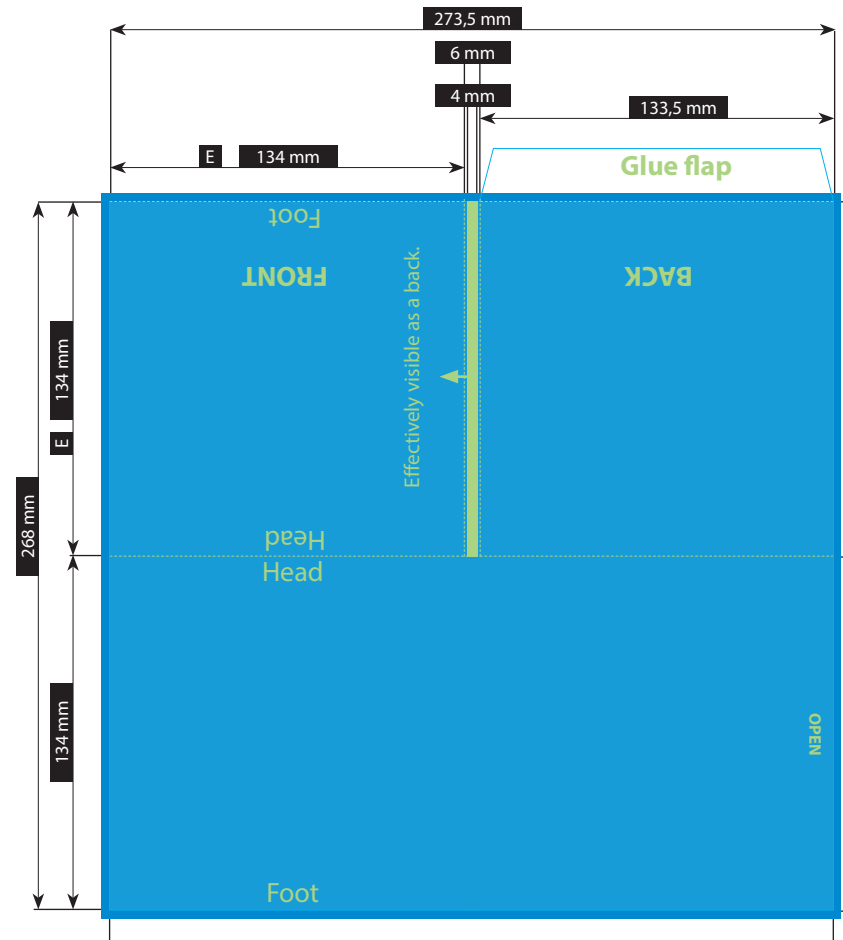 273,5 mm
6 mm
4 mm
133,5 mm
E
134 mm
Glue flap
Foot
FRONT
BACK
Effectively visible as a back.
134 mm
E
268 mm
Head
Head
134 mm
OPEN
Foot